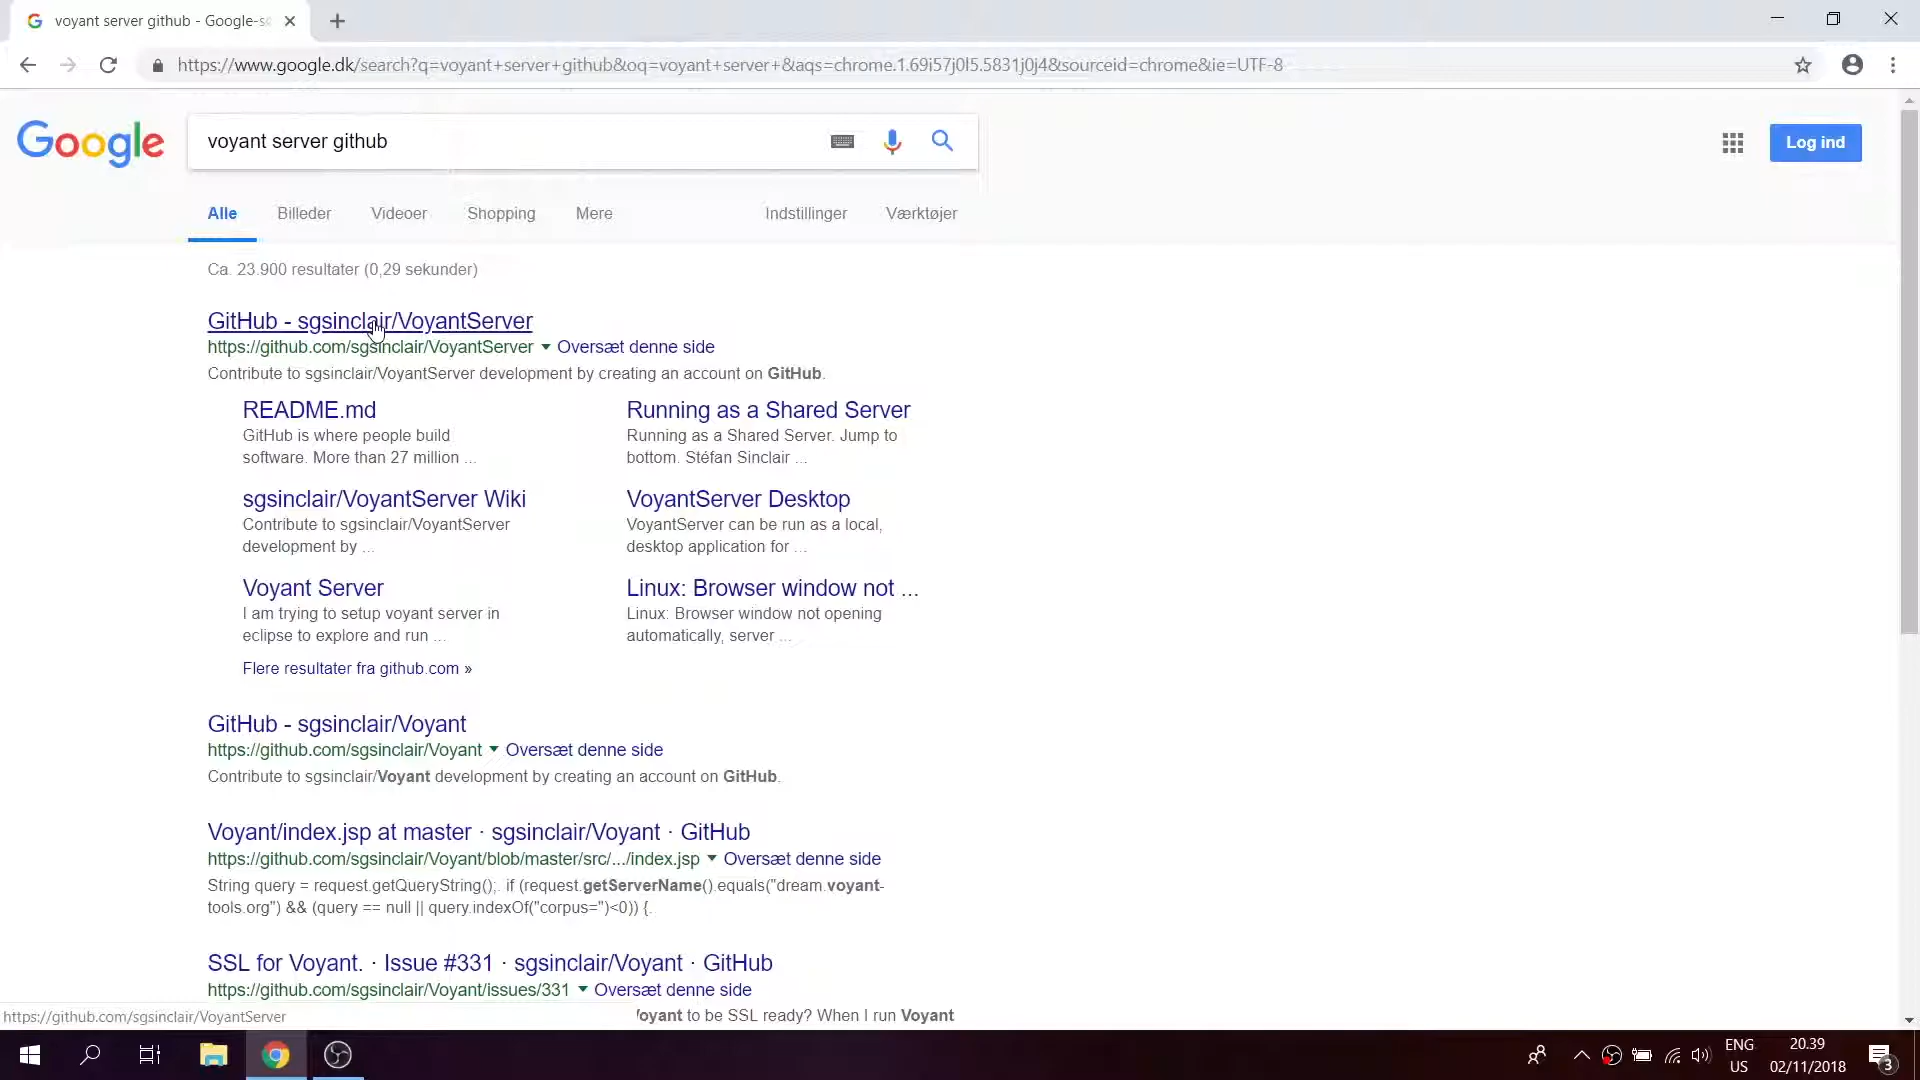 voyant server github - Google-sø
https://www.google.dk/search?q=voyant+server+github&oq=voyant+server+&aqs=chrome.1.69i57j0l5.5831j0j4&sourceid=chrome&ie=UTF-8
Google
voyant server github
Log ind
Alle Billeder Videoer Shopping Mere Indstillinger Værktøjer
Ca. 23.900 resultater (0,29 sekunder)
GitHub - sgsinclair/VoyantServer
https://github.com/sgsinclair/VoyantServer Oversæt denne side
Contribute to sgsinclair/VoyantServer development by creating an account on GitHub.
README.md
GitHub is where people build
software. More than 27 million ...
Running as a Shared Server
Running as a Shared Server. Jump to
bottom. Stéfan Sinclair ...
sgsinclair/VoyantServer Wiki
Contribute to sgsinclair/VoyantServer
development by ...
VoyantServer Desktop
VoyantServer can be run as a local,
desktop application for ...
Voyant Server
I am trying to setup voyant server in
eclipse to explore and run ...
Linux: Browser window not ...
Linux: Browser window not opening
automatically, server ...
Flere resultater fra github.com »
GitHub - sgsinclair/Voyant
https://github.com/sgsinclair/Voyant Oversæt denne side
Contribute to sgsinclair/Voyant development by creating an account on GitHub.
Voyant/index.jsp at master · sgsinclair/Voyant · GitHub
https://github.com/sgsinclair/Voyant/blob/master/src/.../index.jsp Oversæt denne side
String query = request.getQueryString();. if (request.getServerName().equals("dream.voyant-
tools.org") && (query == null || query.indexOf("corpus=")<0)) {.
SSL for Voyant. · Issue #331 · sgsinclair/Voyant · GitHub
https://github.com/sgsinclair/Voyant/issues/331 Oversæt denne side
Voyant to be SSL ready? When I run Voyant
https://github.com/sgsinclair/VoyantServer
ENG
US
20.39
02/11/2018
3